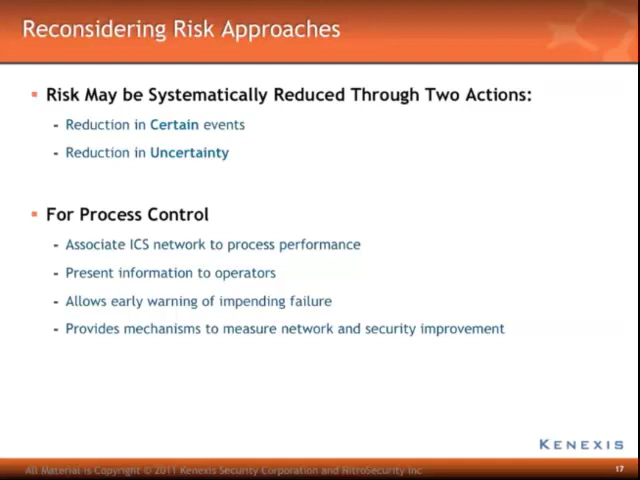 Reconsidering Risk Approaches
Risk May be Systematically Reduced Through Two Actions:
- Reduction in Certain events
- Reduction in Uncertainty
For Process Control
- Associate ICS network to process performance
- Present information to operators
- Allows early warning of impending failure
- Provides mechanisms to measure network and security improvement
KENEXIS
All Material is Copyright © 2011 Kenexis Security Corporation and NitroSecurity Inc
17